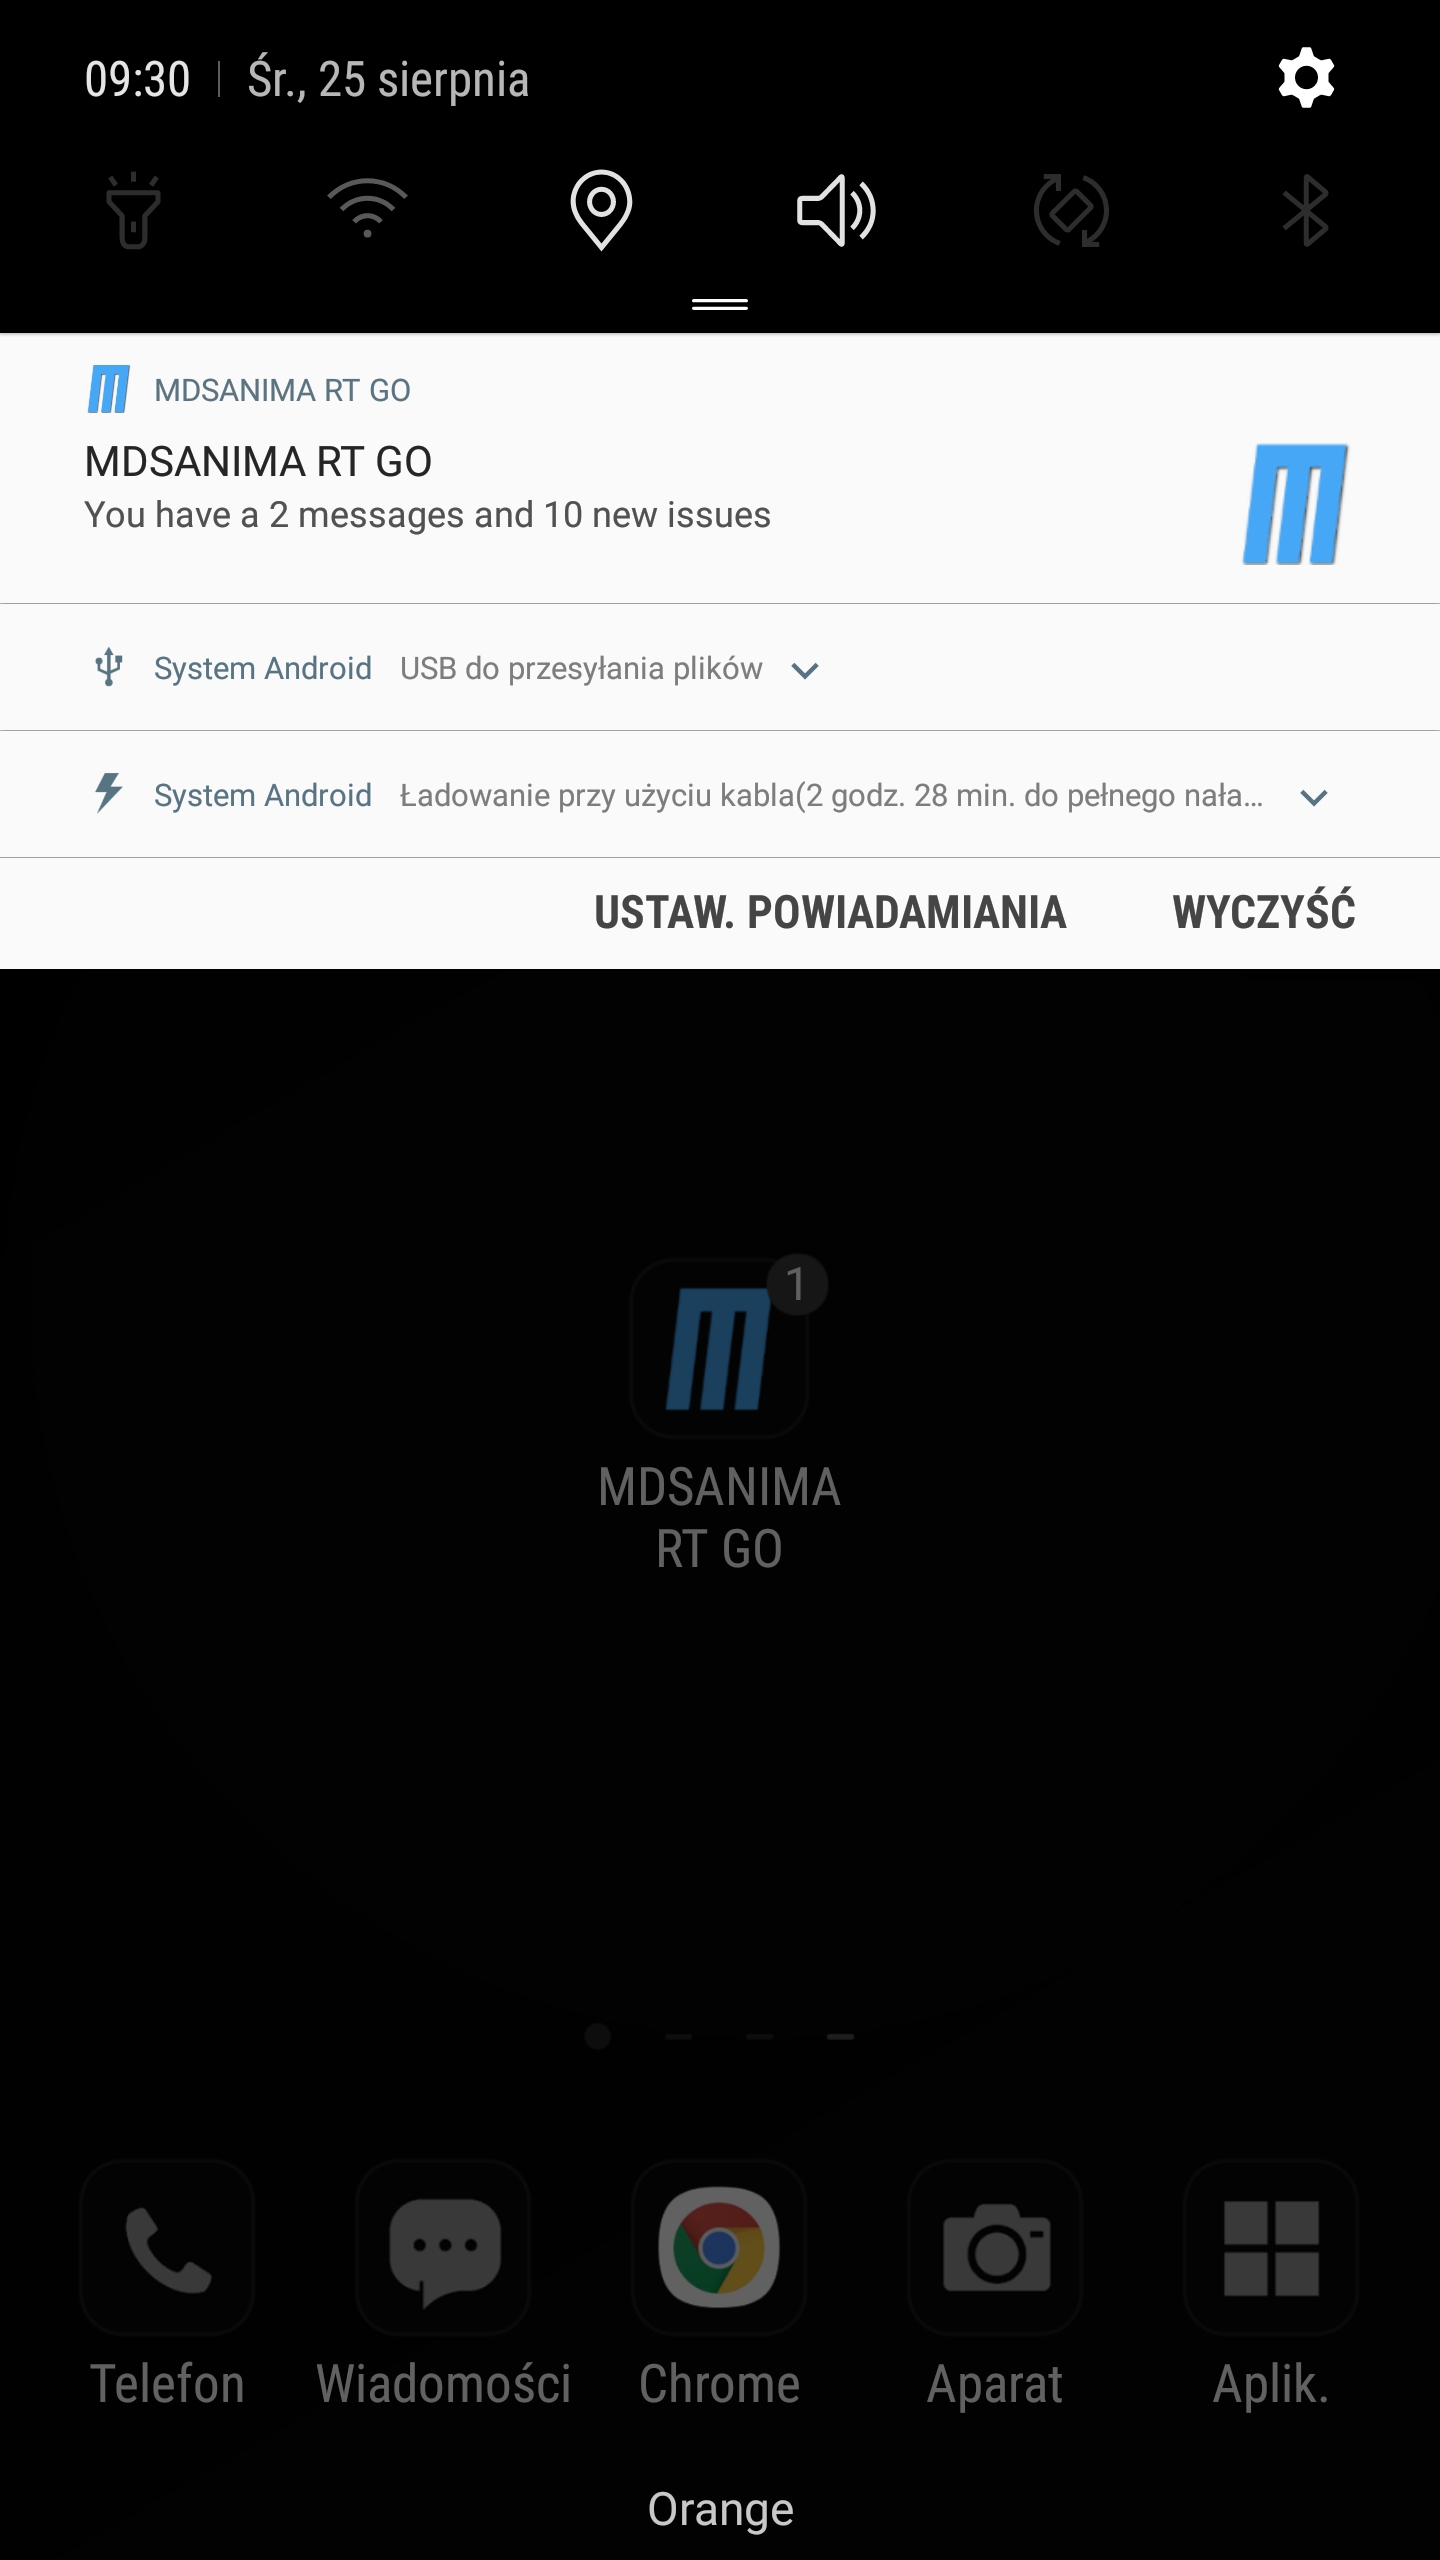 09:30 | Śr., 25 sierpnia
MDSANIMA RT GO
MDSANIMA RT GO
You have a 2 messages and 10 new issues
System Android USB do przesyłania plików
System Android Ładowanie przy użyciu kabla(2 godz. 28 min. do pełnego nała...
USTAW. POWIADAMIANIA WYCZYŚĆ
1
MDSANIMA
RT GO
Telefon Wiadomości Chrome Aparat Aplik.
Orange